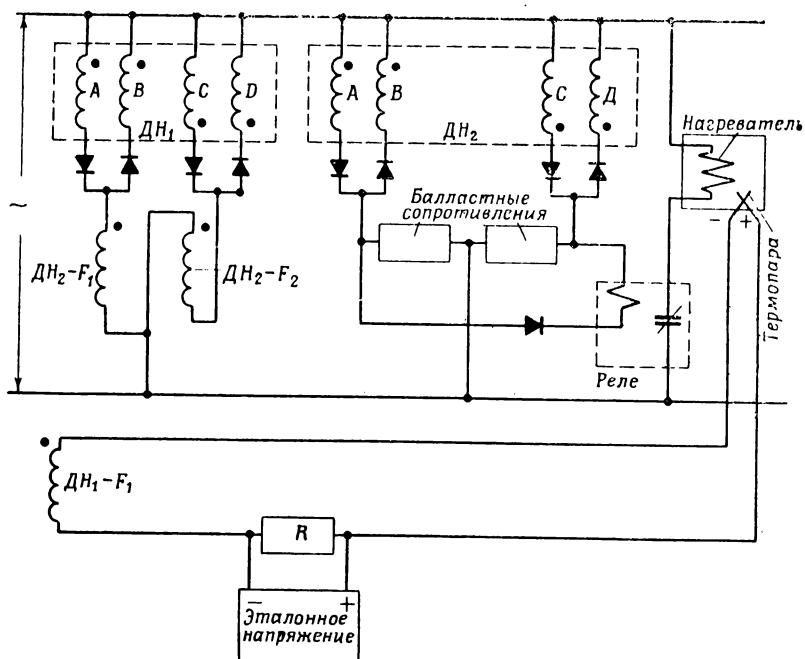 A
B
C
D
ДН₁
A
B
C
Д
ДН₂
Нагреватель
- +
Термопара
Балластные
сопротивления
ДН₂-F₁
ДН₂-F₂
~
Реле
ДН₁-F₁
R
- +
Эталонное
напряжение